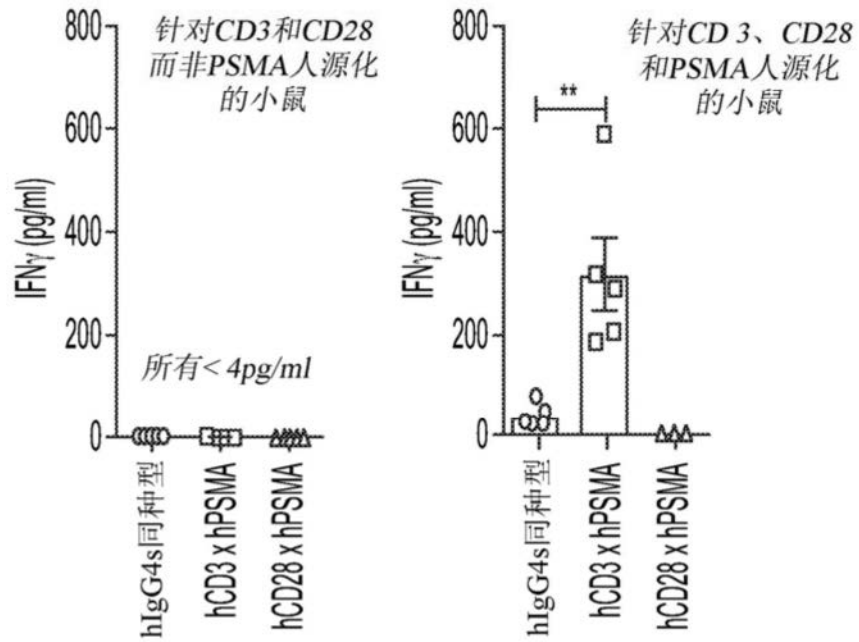 针对CD3和CD28
而非PSMA人源化
的小鼠
800
600
400
200
0
IFNγ (pg/ml)
所有< 4pg/ml
hIgG4s同种型
hCD3 x hPSMA
hCD28 x hPSMA
针对CD 3、CD28
和PSMA人源化
的小鼠
800
600
400
200
0
IFNγ (pg/ml)
**
hIgG4s同种型
hCD3 x hPSMA
hCD28 x hPSMA